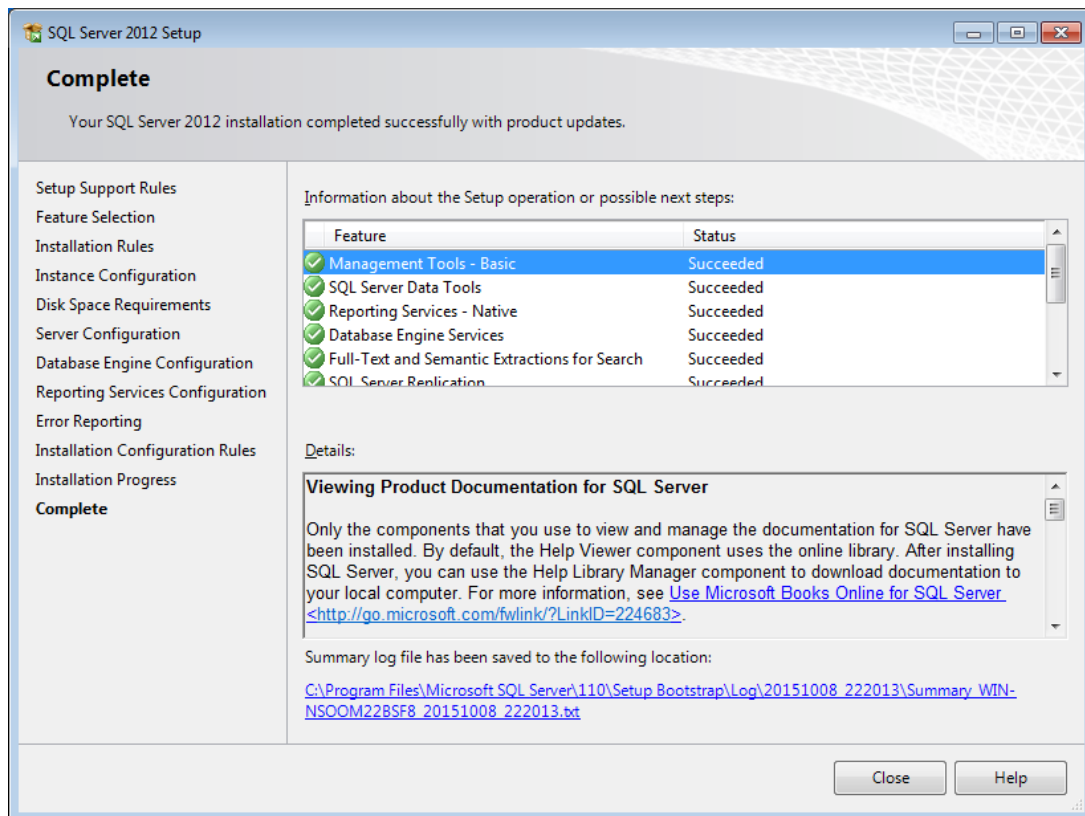 SQL Server 2012 Setup
Complete
Your SQL Server 2012 installation completed successfully with product updates.
Setup Support Rules
Feature Selection
Installation Rules
Instance Configuration
Disk Space Requirements
Server Configuration
Database Engine Configuration
Reporting Services Configuration
Error Reporting
Installation Configuration Rules
Installation Progress
Complete
Information about the Setup operation or possible next steps:
Feature Status
Management Tools - Basic Succeeded
SQL Server Data Tools Succeeded
Reporting Services - Native Succeeded
Database Engine Services Succeeded
Full-Text and Semantic Extractions for Search Succeeded
SQL Server Replication Succeeded
Details:
Viewing Product Documentation for SQL Server
Only the components that you use to view and manage the documentation for SQL Server have
been installed. By default, the Help Viewer component uses the online library. After installing
SQL Server, you can use the Help Library Manager component to download documentation to
your local computer. For more information, see Use Microsoft Books Online for SQL Server
<http://go.microsoft.com/fwlink/?LinkID=224683>.
Summary log file has been saved to the following location:
C:\Program Files\Microsoft SQL Server\110\Setup Bootstrap\Log\20151008_222013\Summary_WIN-
NSOOM22BSF8_20151008_222013.txt
Close Help